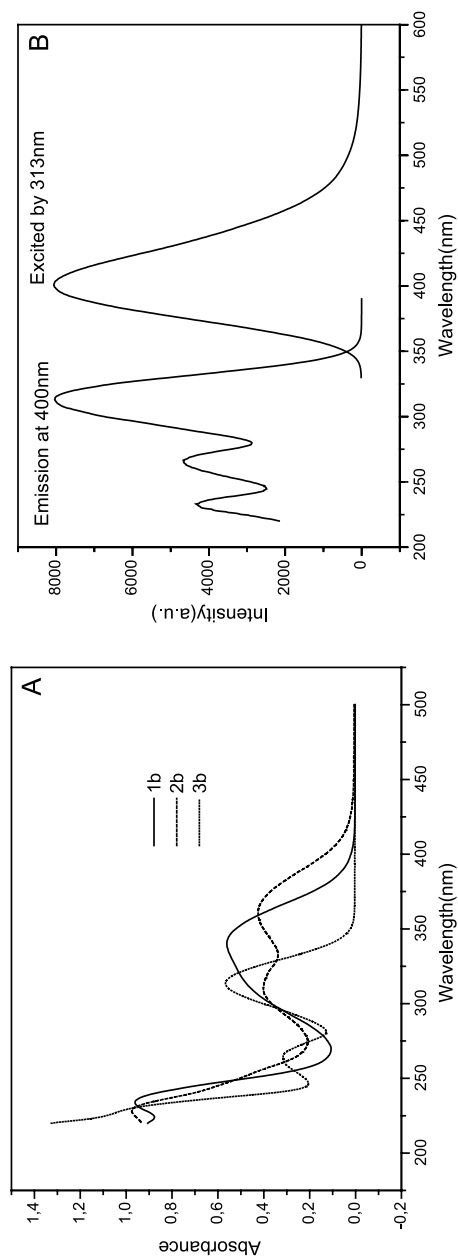 A
1b
2b
3b
Absorbance
1,4
1,2
1,0
0,8
0,6
0,4
0,2
0,0
-0,2
200
250
300
350
400
450
500
Wavelength(nm)
B
Emission at 400nm
Excited by 313nm
Intensity(a.u.)
8000
6000
4000
2000
0
200
250
300
350
400
450
500
550
600
Wavelength(nm)